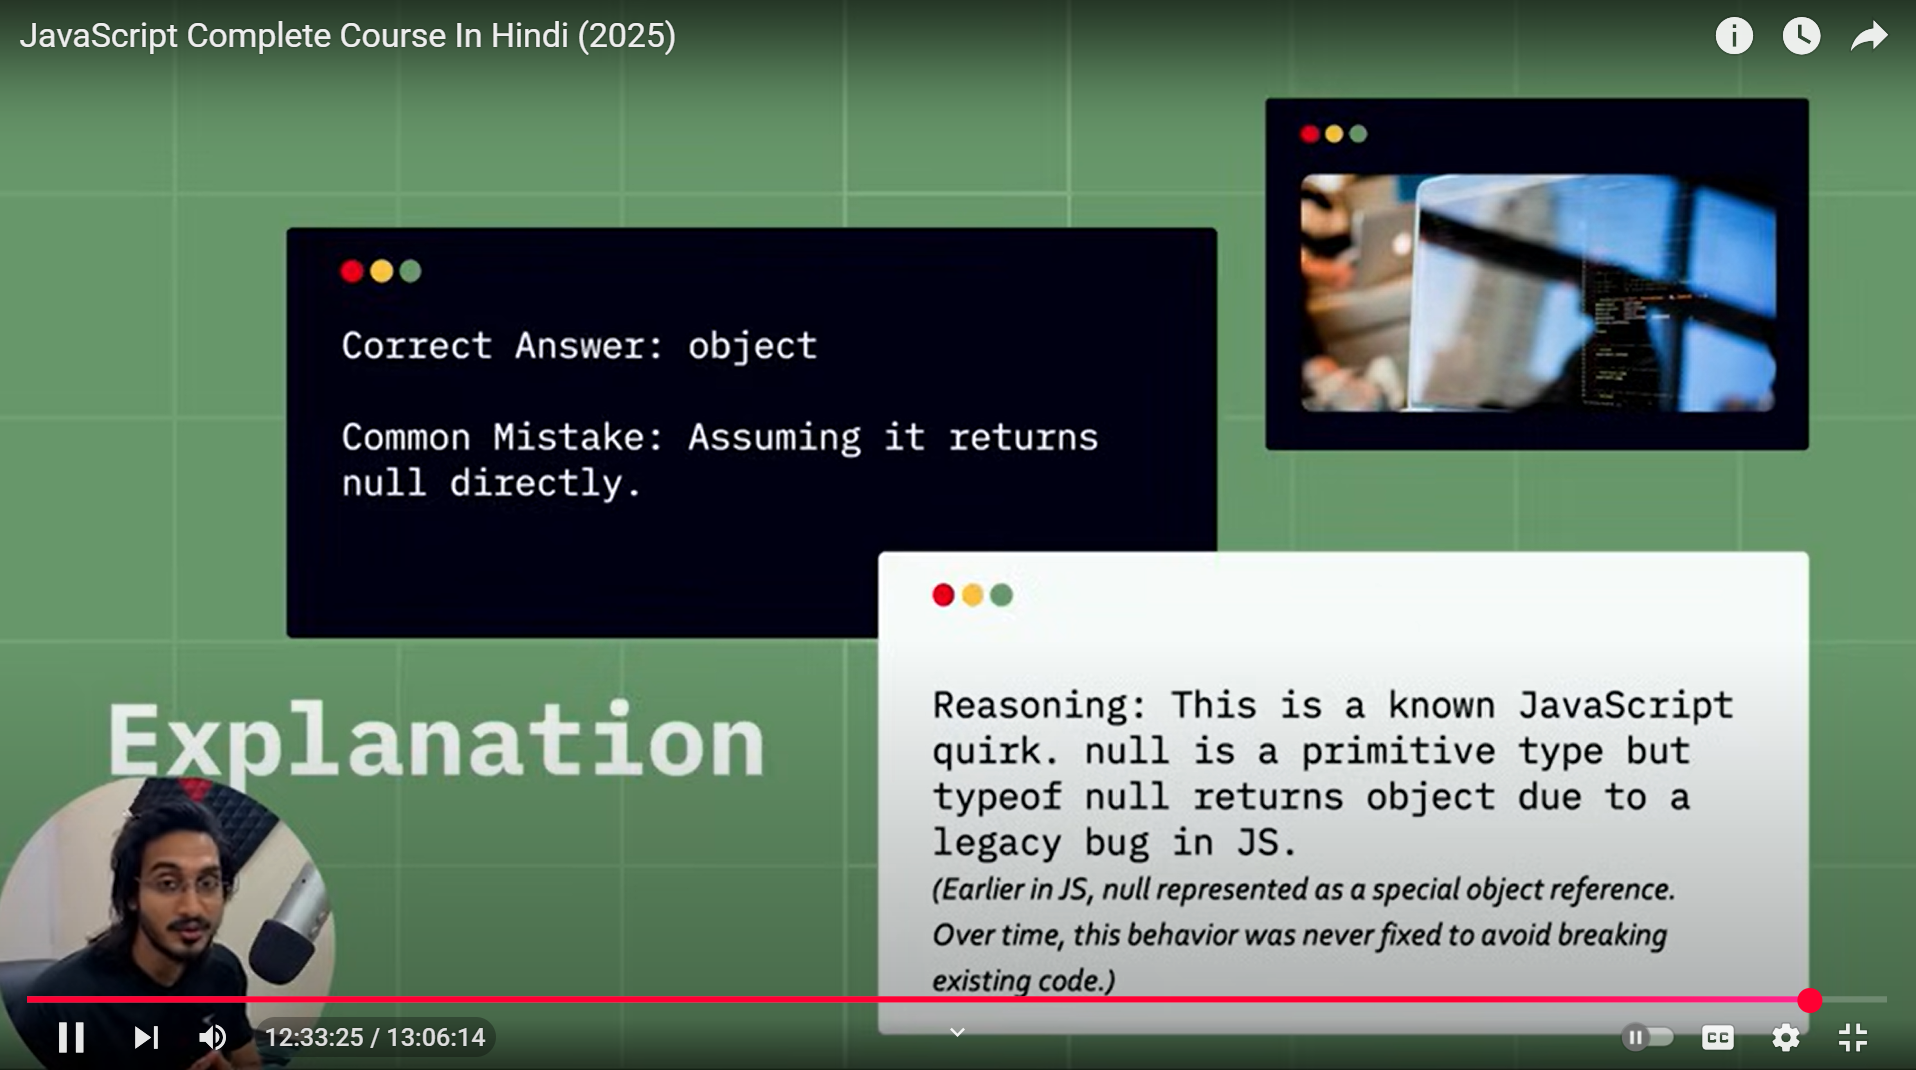 JavaScript Complete Course In Hindi (2025)
Correct Answer: object
Common Mistake: Assuming it returns
null directly.
Explanation
Reasoning: This is a known JavaScript
quirk. null is a primitive type but
typeof null returns object due to a
legacy bug in JS.
(Earlier in JS, null represented as a special object reference.
Over time, this behavior was never fixed to avoid breaking
existing code.)
12:33:25 / 13:06:14
CC